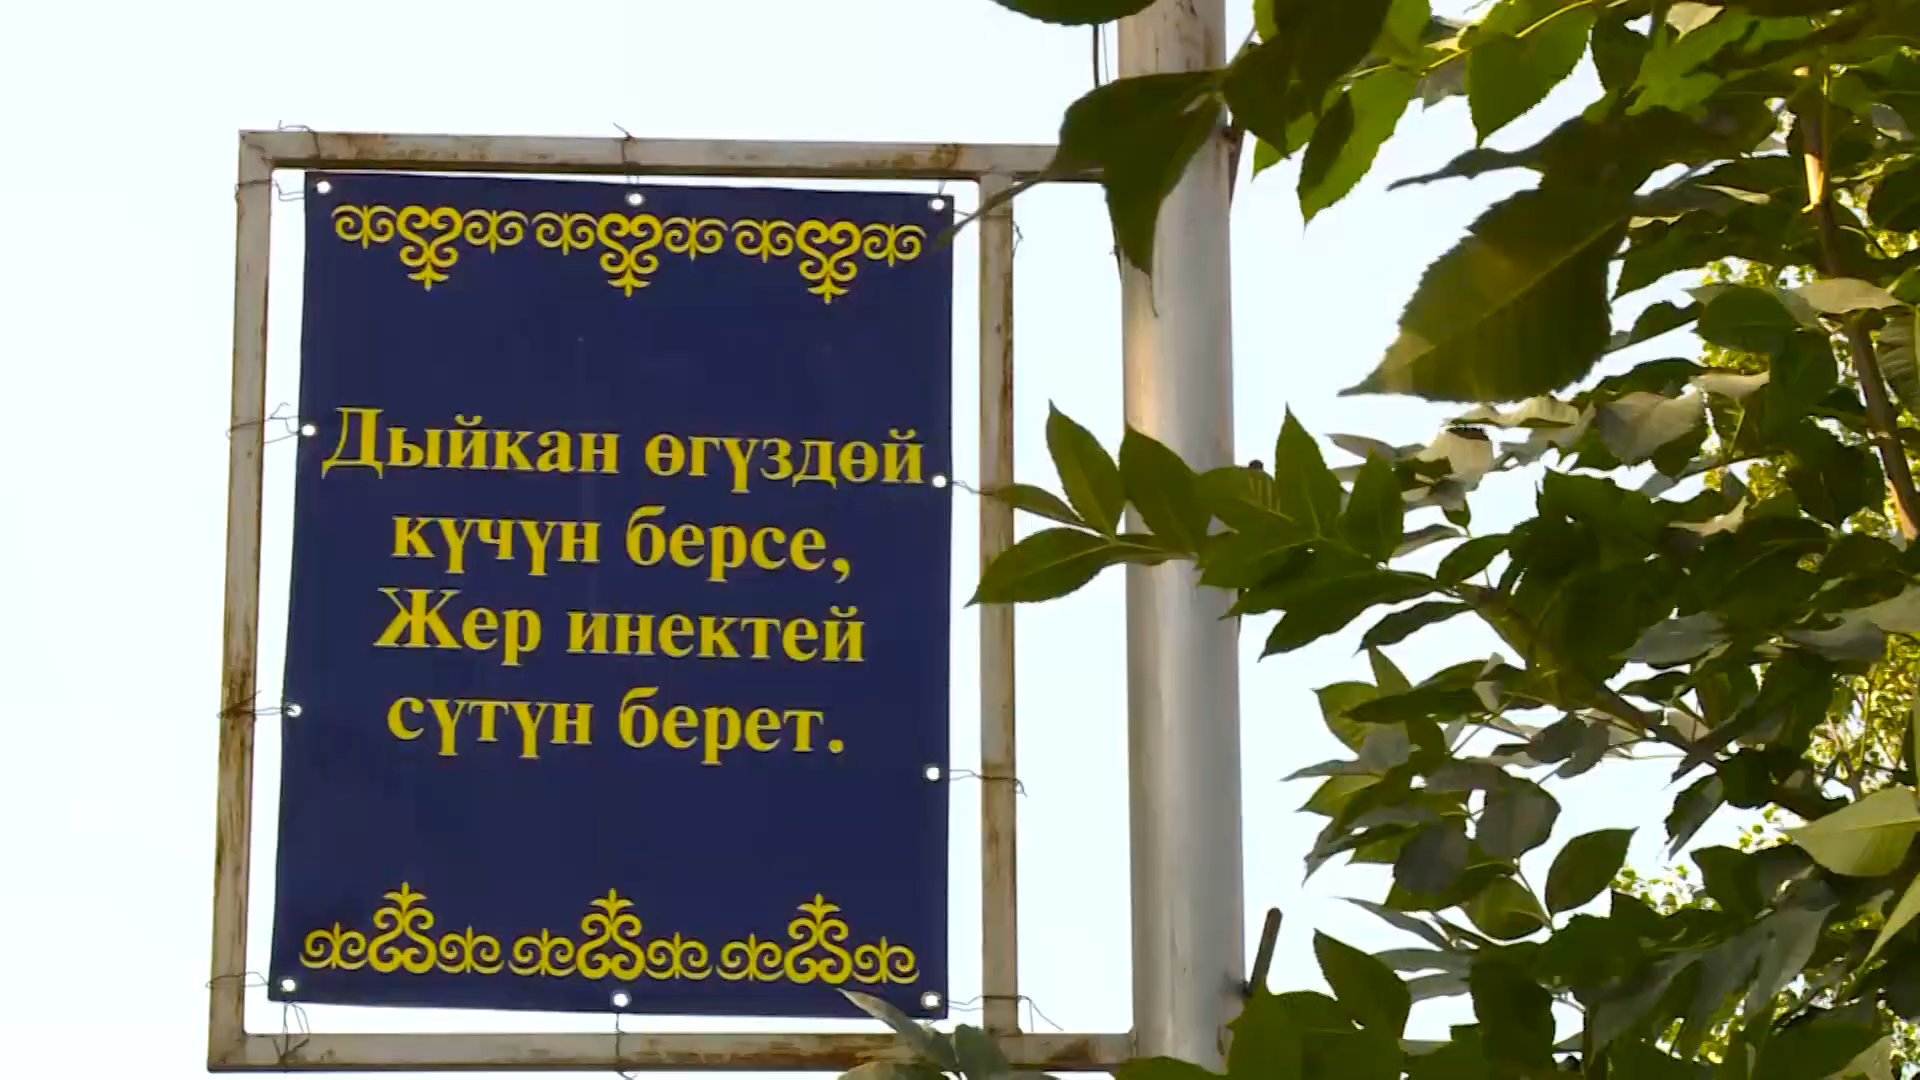 Дыйкан өгүздөй
күчүн берсе,
Жер инектей
сүтүн берет.